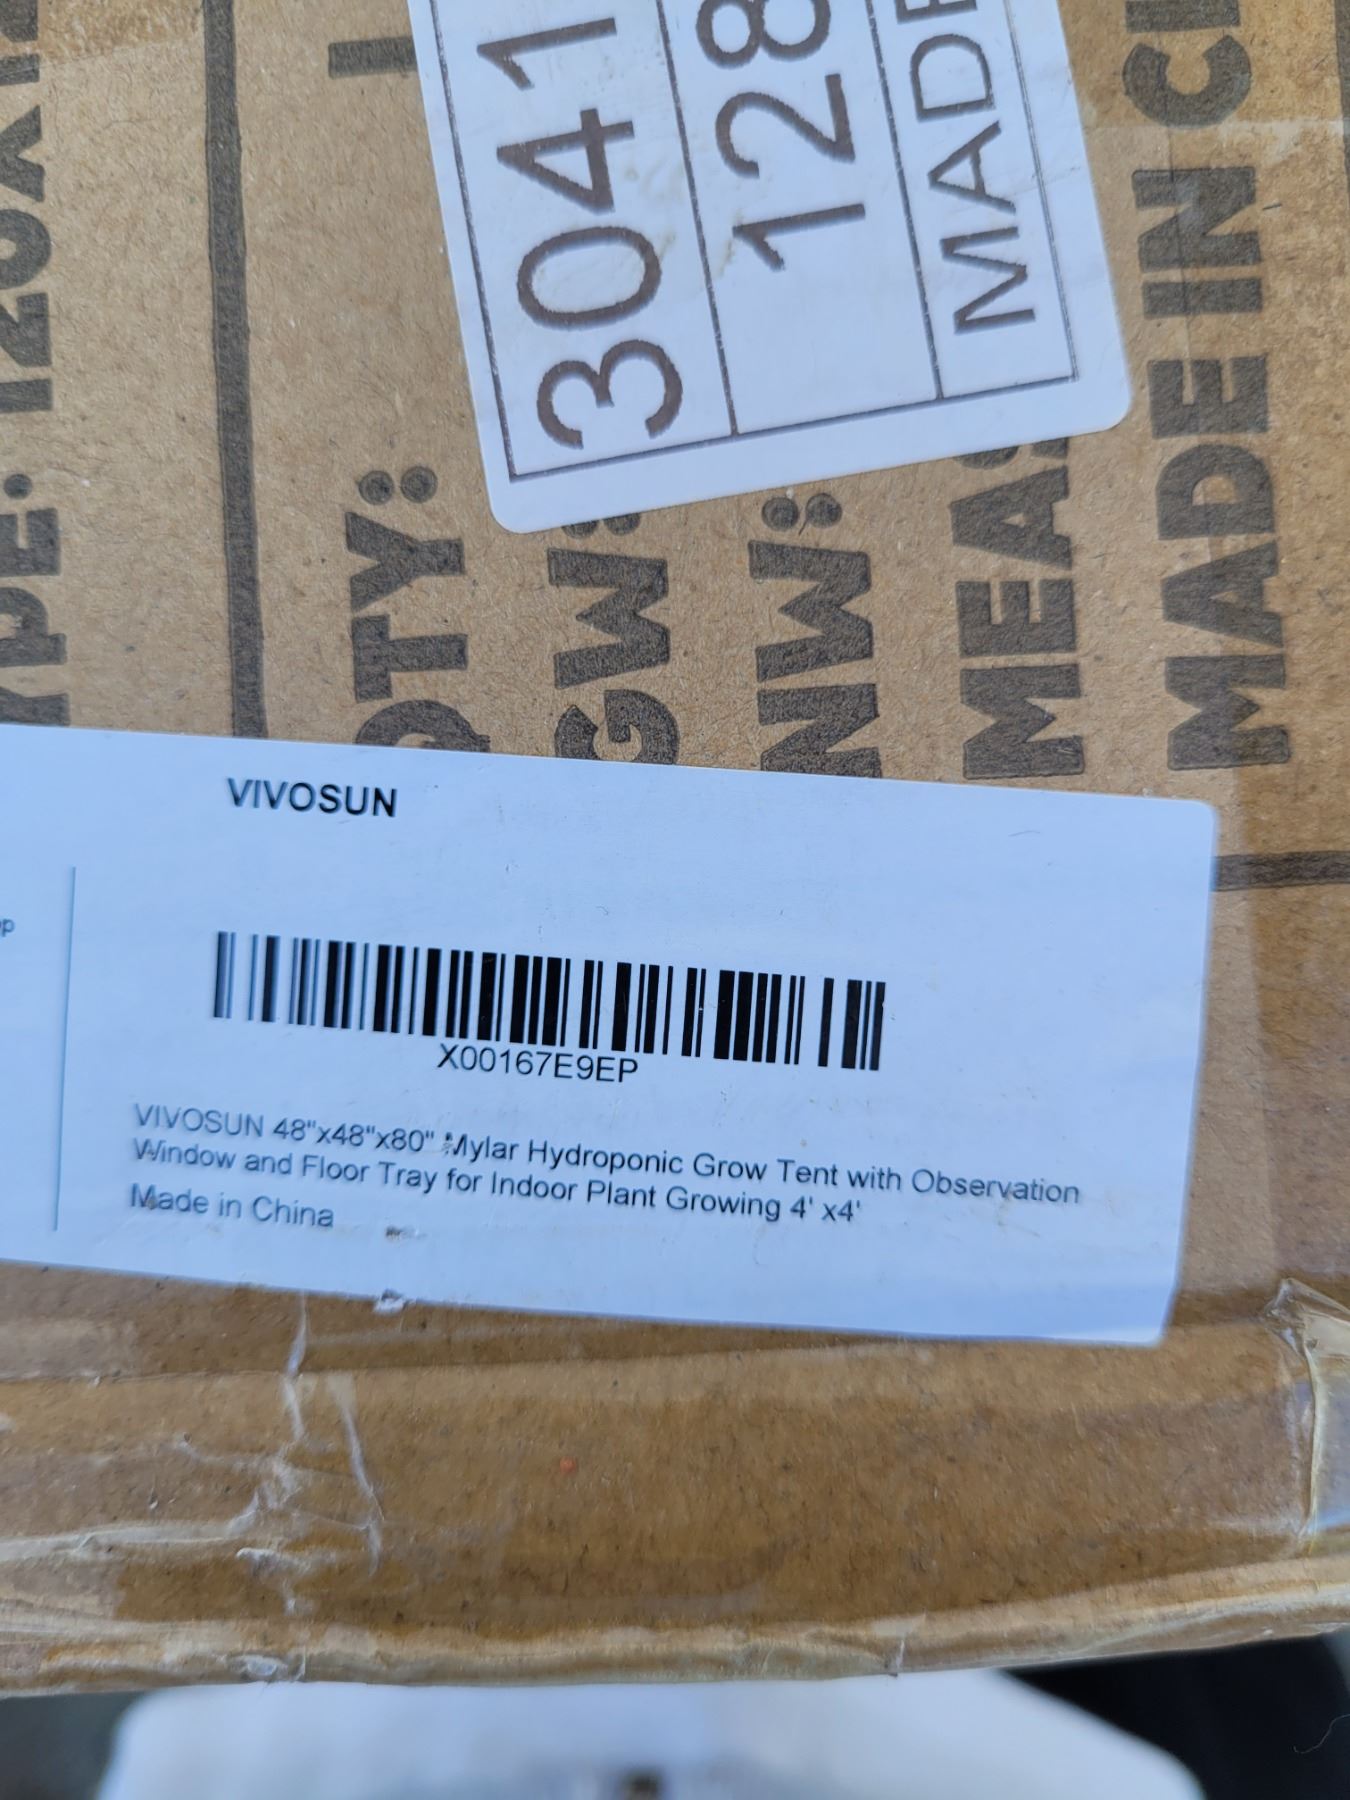 VIVOSUN
X00167E9EP
VIVOSUN 48"x48"x80" Mylar Hydroponic Grow Tent with Observation
Window and Floor Tray for Indoor Plant Growing 4' x4'
Made in China
QTY:
GW:
NW:
MEAS
MADE IN
3041
128
MADE